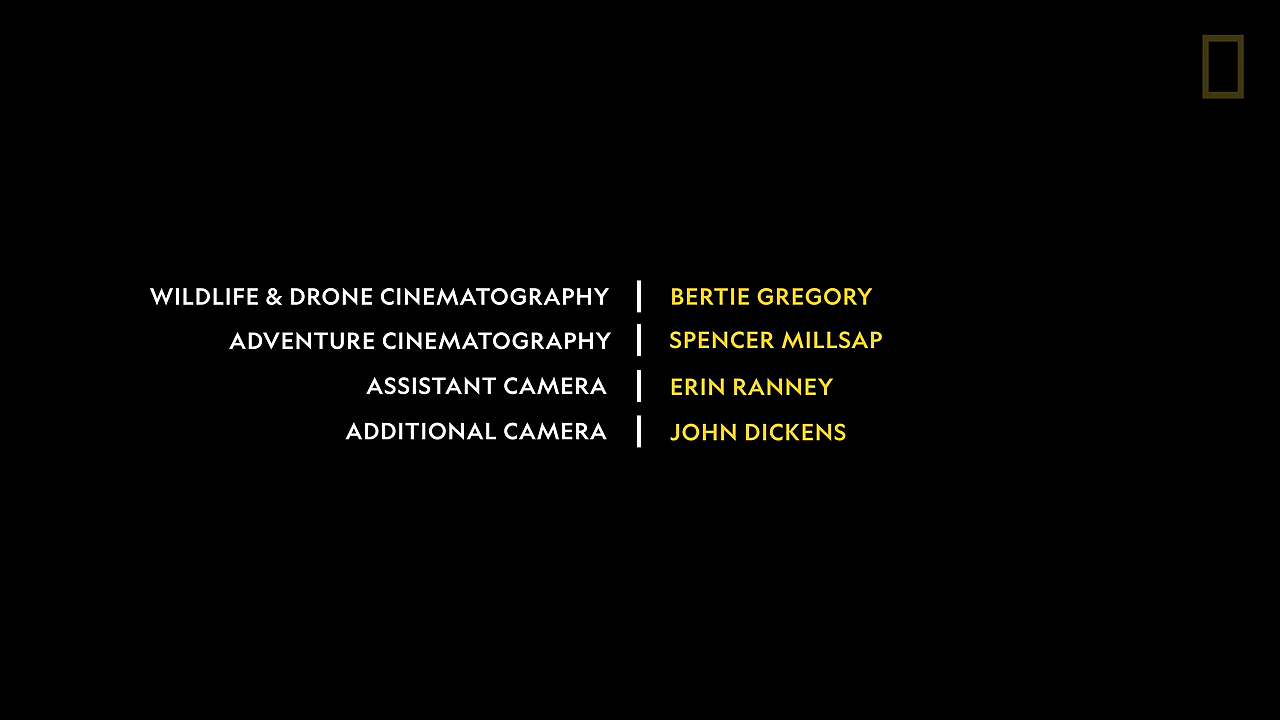 WILDLIFE & DRONE CINEMATOGRAPHY | BERTIE GREGORY
ADVENTURE CINEMATOGRAPHY | SPENCER MILLSAP
ASSISTANT CAMERA | ERIN RANNEY
ADDITIONAL CAMERA | JOHN DICKENS